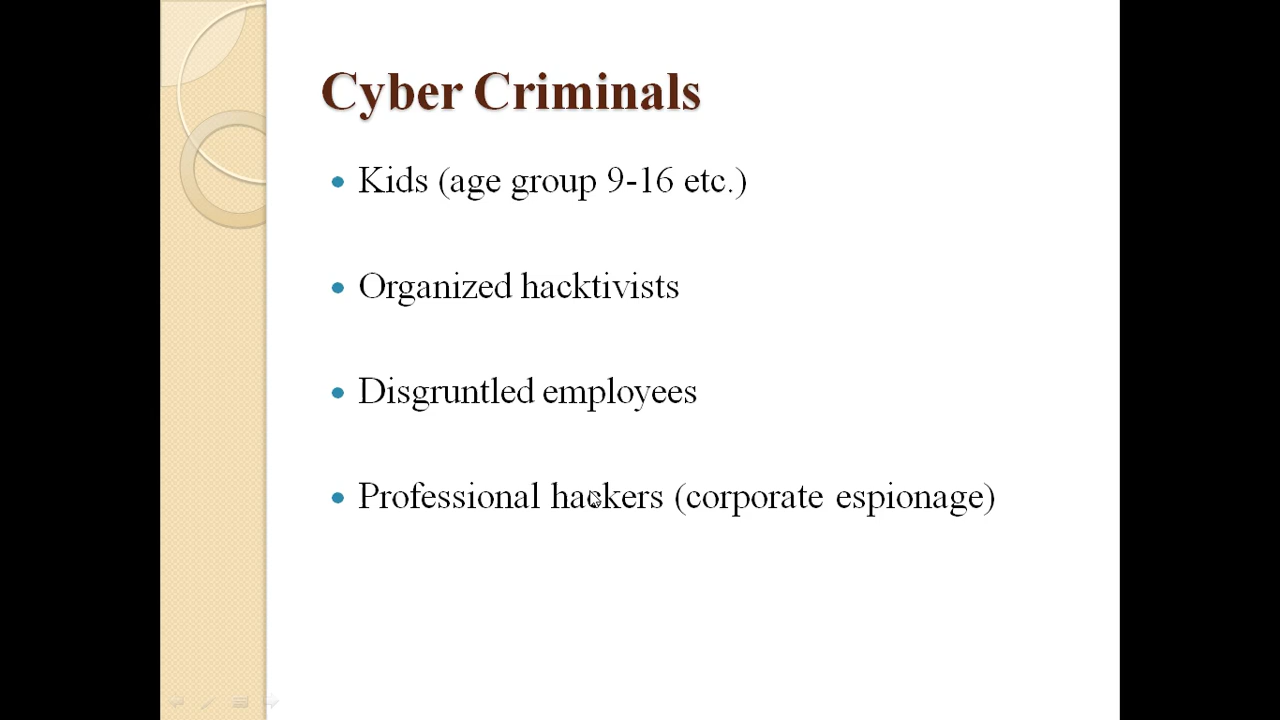 Cyber Criminals
• Kids (age group 9-16 etc.)
• Organized hacktivists
• Disgruntled employees
• Professional hackers (corporate espionage)